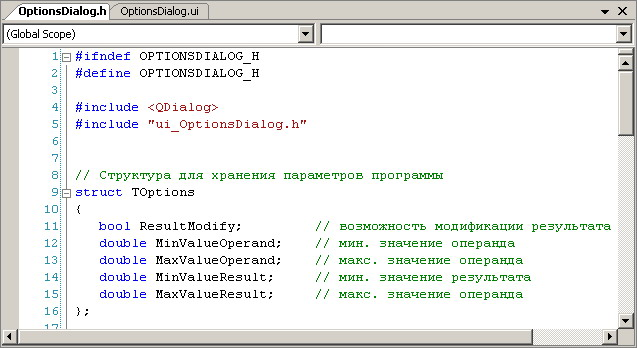 OptionsDialog.h OptionsDialog.ui
(Global Scope)
1 #ifndef OPTIONSDIALOG_H
2 #define OPTIONSDIALOG_H
3
4 #include <QDialog>
5 #include "ui_OptionsDialog.h"
6
7
8 // Структура для хранения параметров программы
9 struct TOptions
10 {
11 bool ResultModify; // возможность модификации результата
12 double MinValueOperand; // мин. значение операнда
13 double MaxValueOperand; // макс. значение операнда
14 double MinValueResult; // мин. значение результата
15 double MaxValueResult; // макс. значение операнда
16 };
17